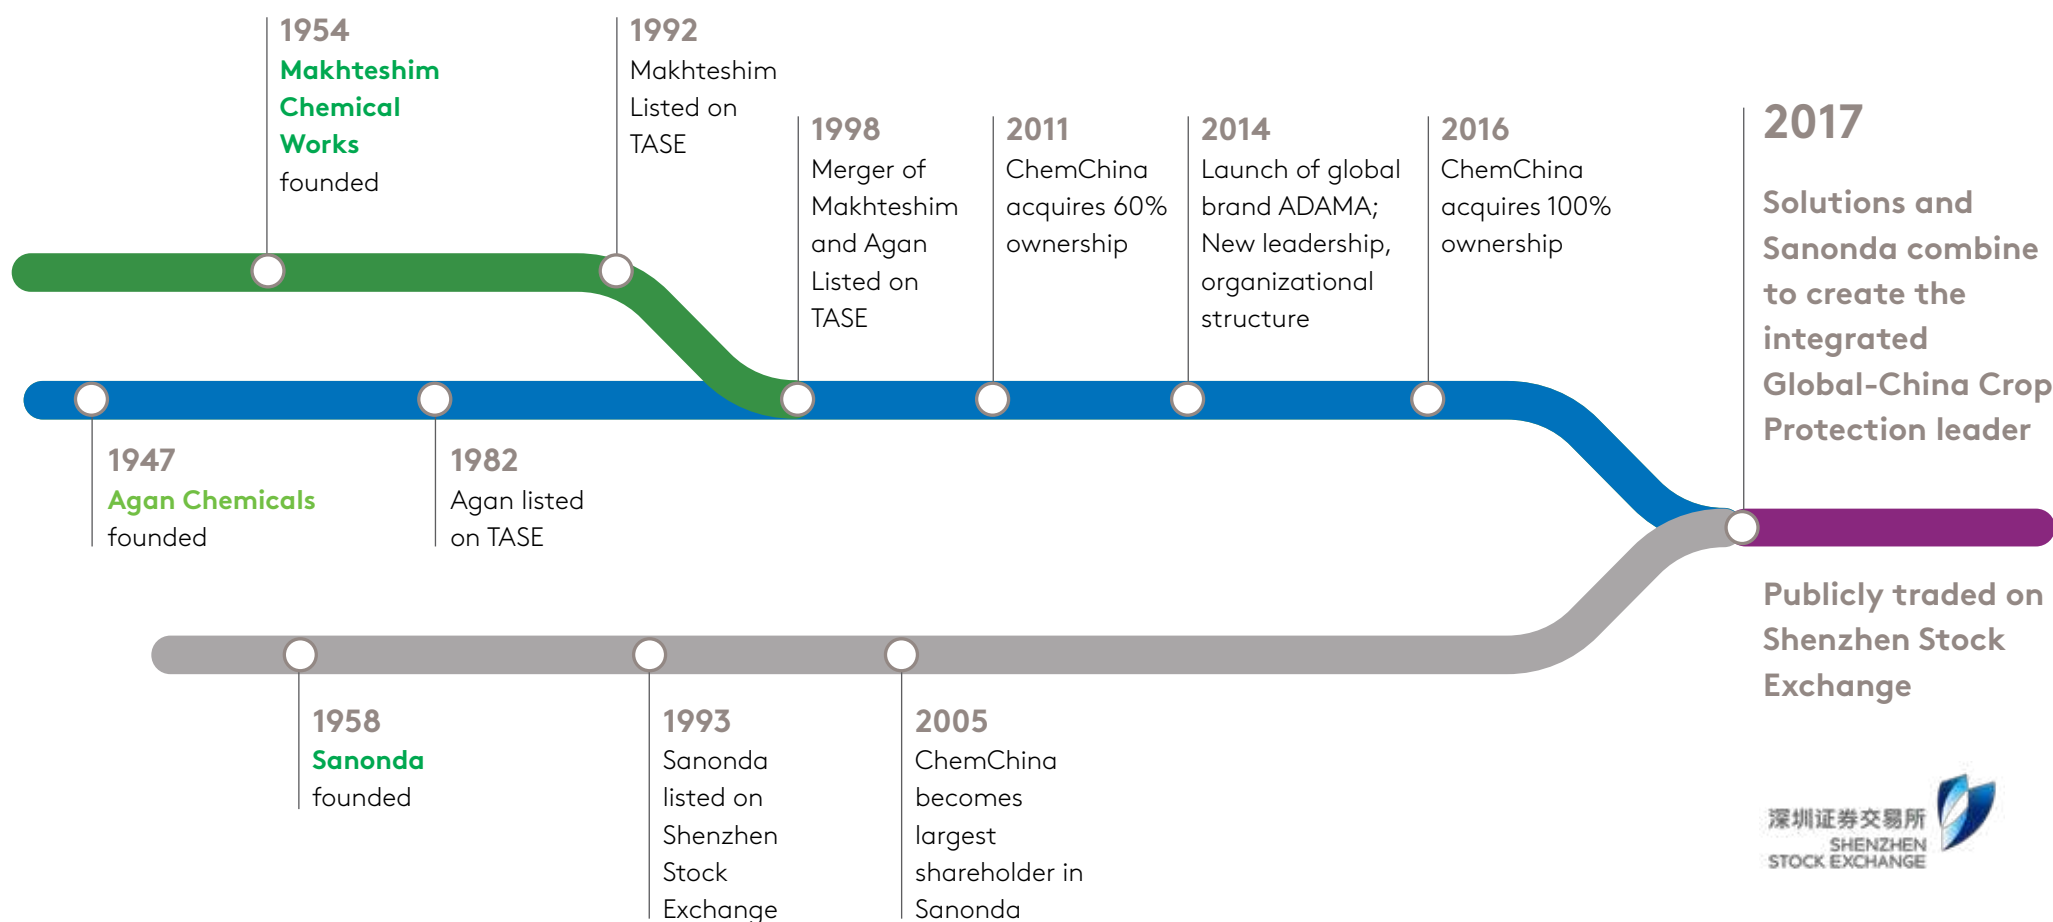 1954
Makhteshim
Chemical
Works
founded
1992
Makhteshim
Listed on
TASE
1998
Merger of
Makhteshim
and Agan
Listed on
TASE
2011
ChemChina
acquires 60%
ownership
2014
Launch of global
brand ADAMA;
New leadership,
organizational
structure
2016
ChemChina
acquires 100%
ownership
2017
Solutions and
Sanonda combine
to create the
integrated
Global-China Crop
Protection leader
1947
Agan Chemicals
founded
1982
Agan listed
on TASE
Publicly traded on
Shenzhen Stock
Exchange
1958
Sanonda
founded
1993
Sanonda
listed on
Shenzhen
Stock
Exchange
2005
ChemChina
becomes
largest
shareholder in
Sanonda
深圳证券交易所
SHENZHEN
STOCK EXCHANGE